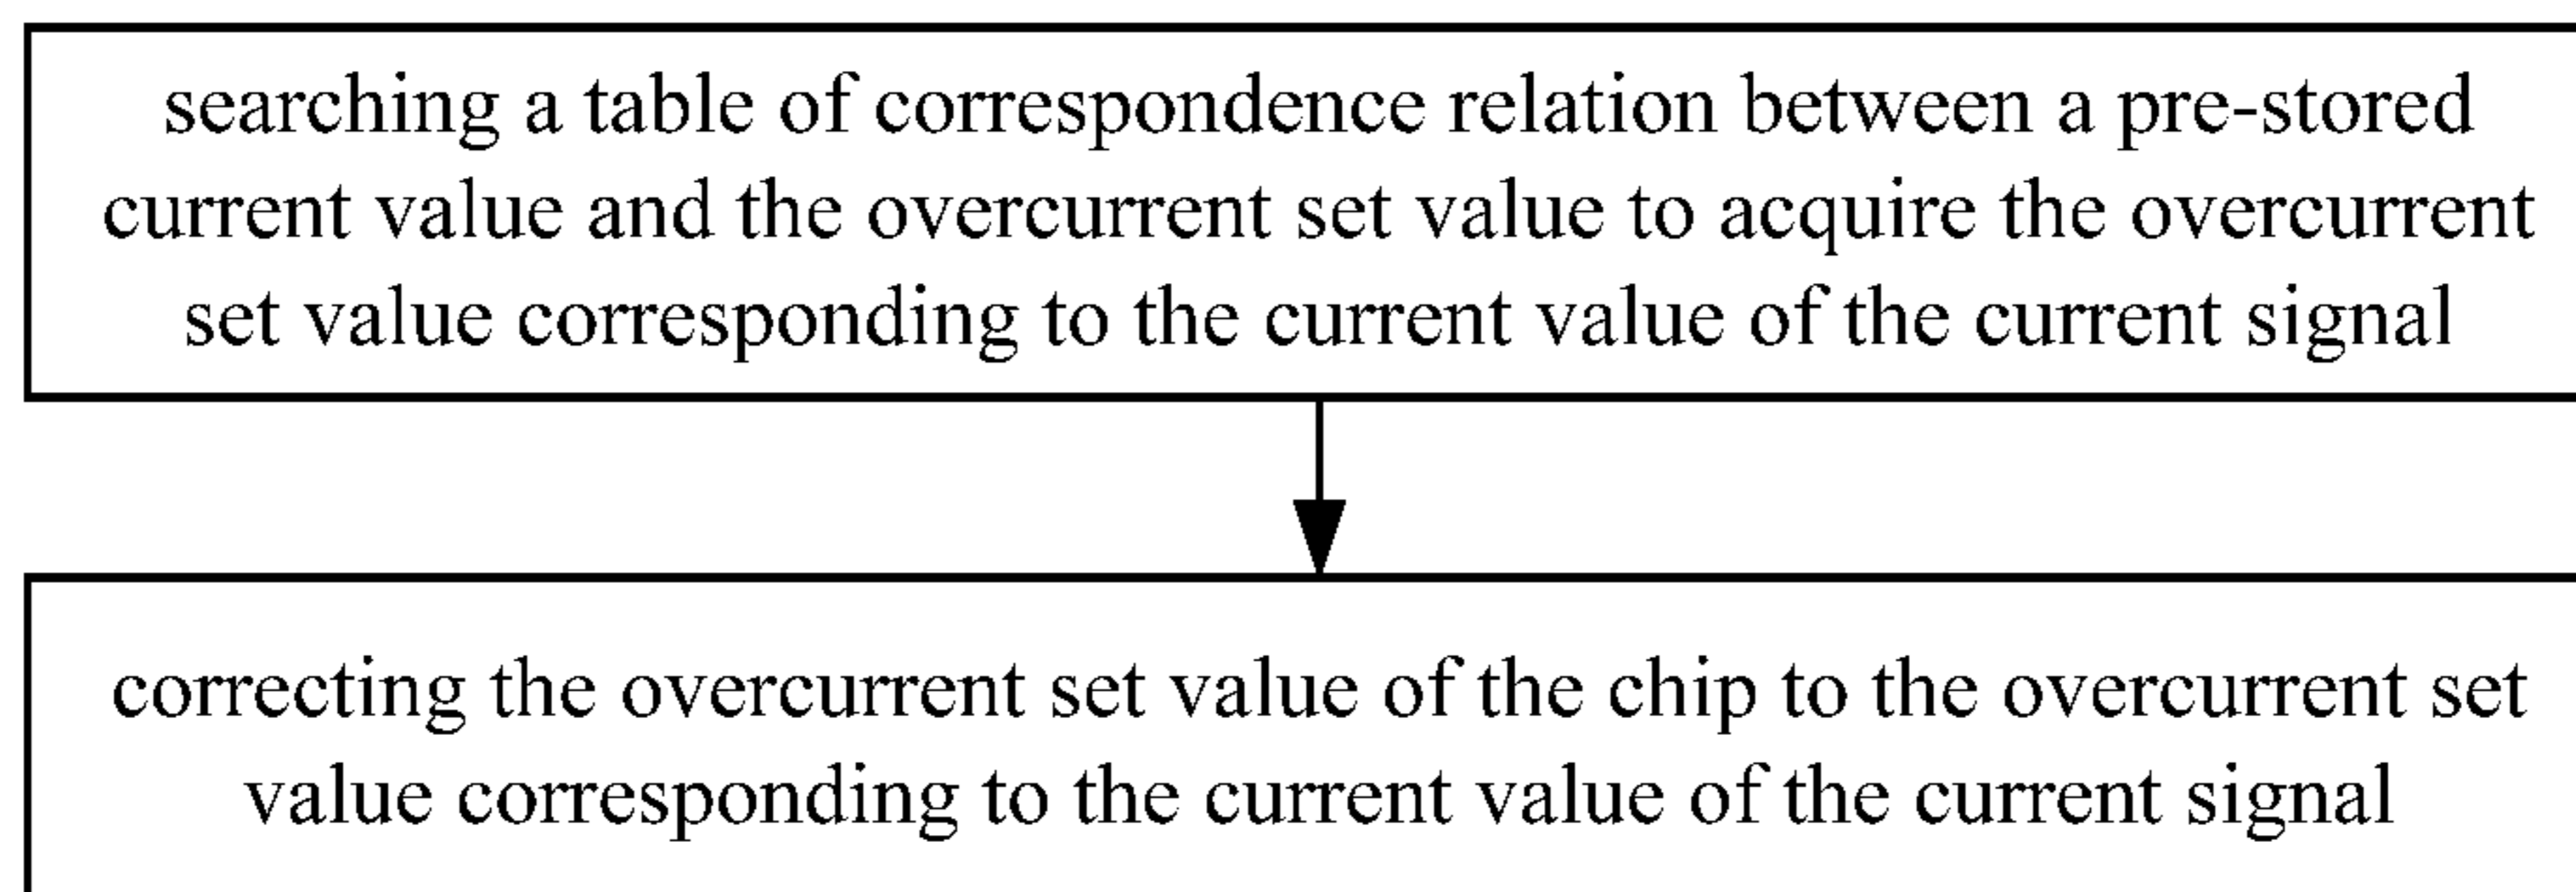 searching a table of correspondence relation between a pre-stored
current value and the overcurrent set value to acquire the overcurrent
set value corresponding to the current value of the current signal
correcting the overcurrent set value of the chip to the overcurrent set
value corresponding to the current value of the current signal